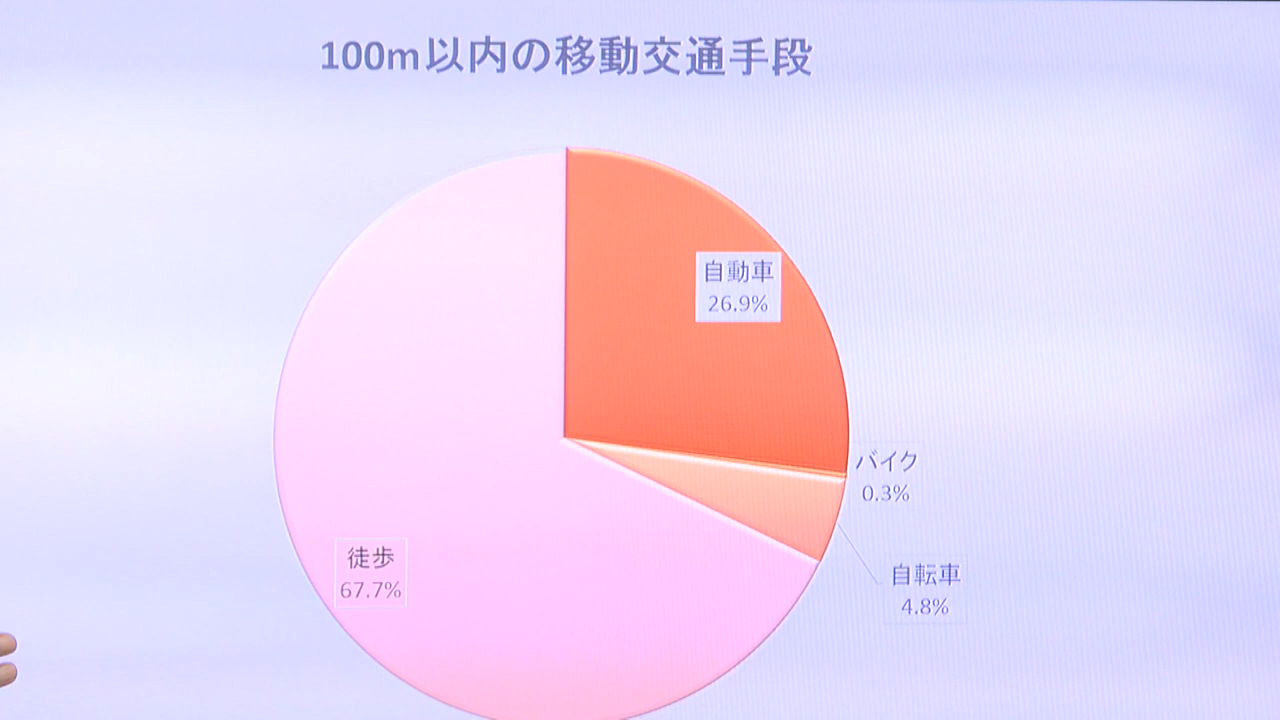 100m以内の移動交通手段
自動車
26.9%
バイク
0.3%
自転車
4.8%
徒歩
67.7%